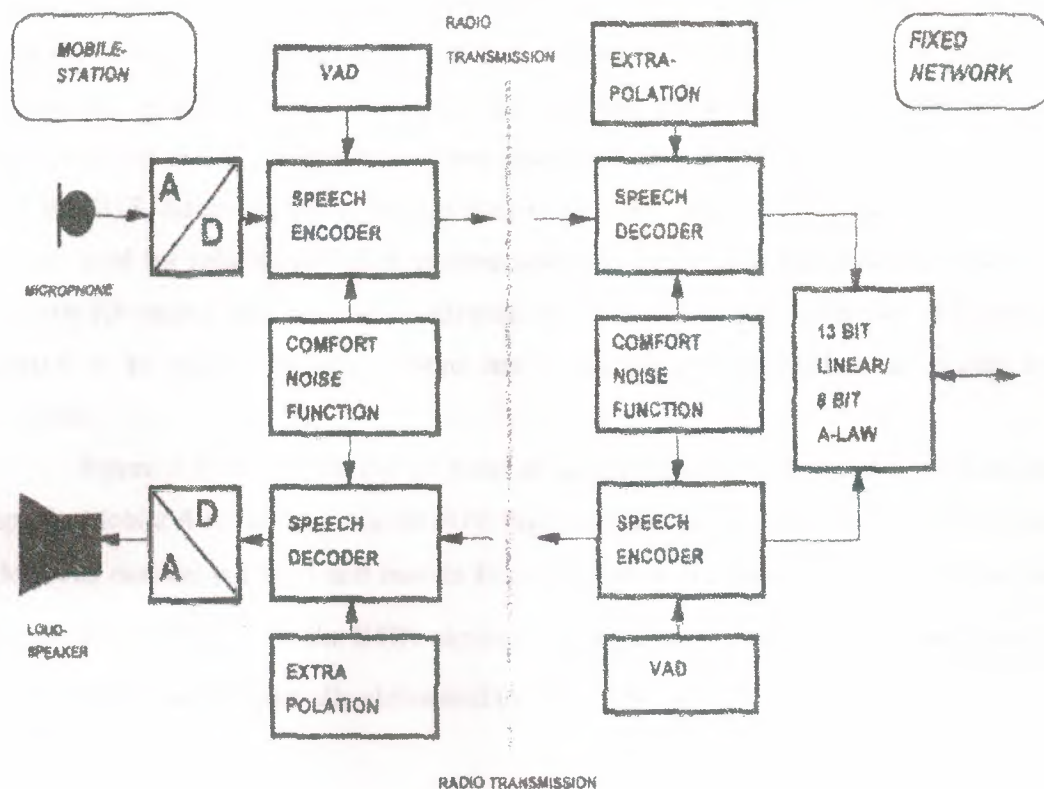 MOBILE-
STATION
RADIO
TRANSMISSION
VAD
EXTRA-
POLATION
FIXED
NETWORK
A
D
SPEECH
ENCODER
SPEECH
DECODER
MICROPHONE
COMFORT
NOISE
FUNCTION
COMFORT
NOISE
FUNCTION
13 BIT
LINEAR/
8 BIT
A-LAW
D
A
SPEECH
DECODER
SPEECH
ENCODER
LOUD-
SPEAKER
EXTRA
POLATION
VAD
RADIO TRANSMISSION